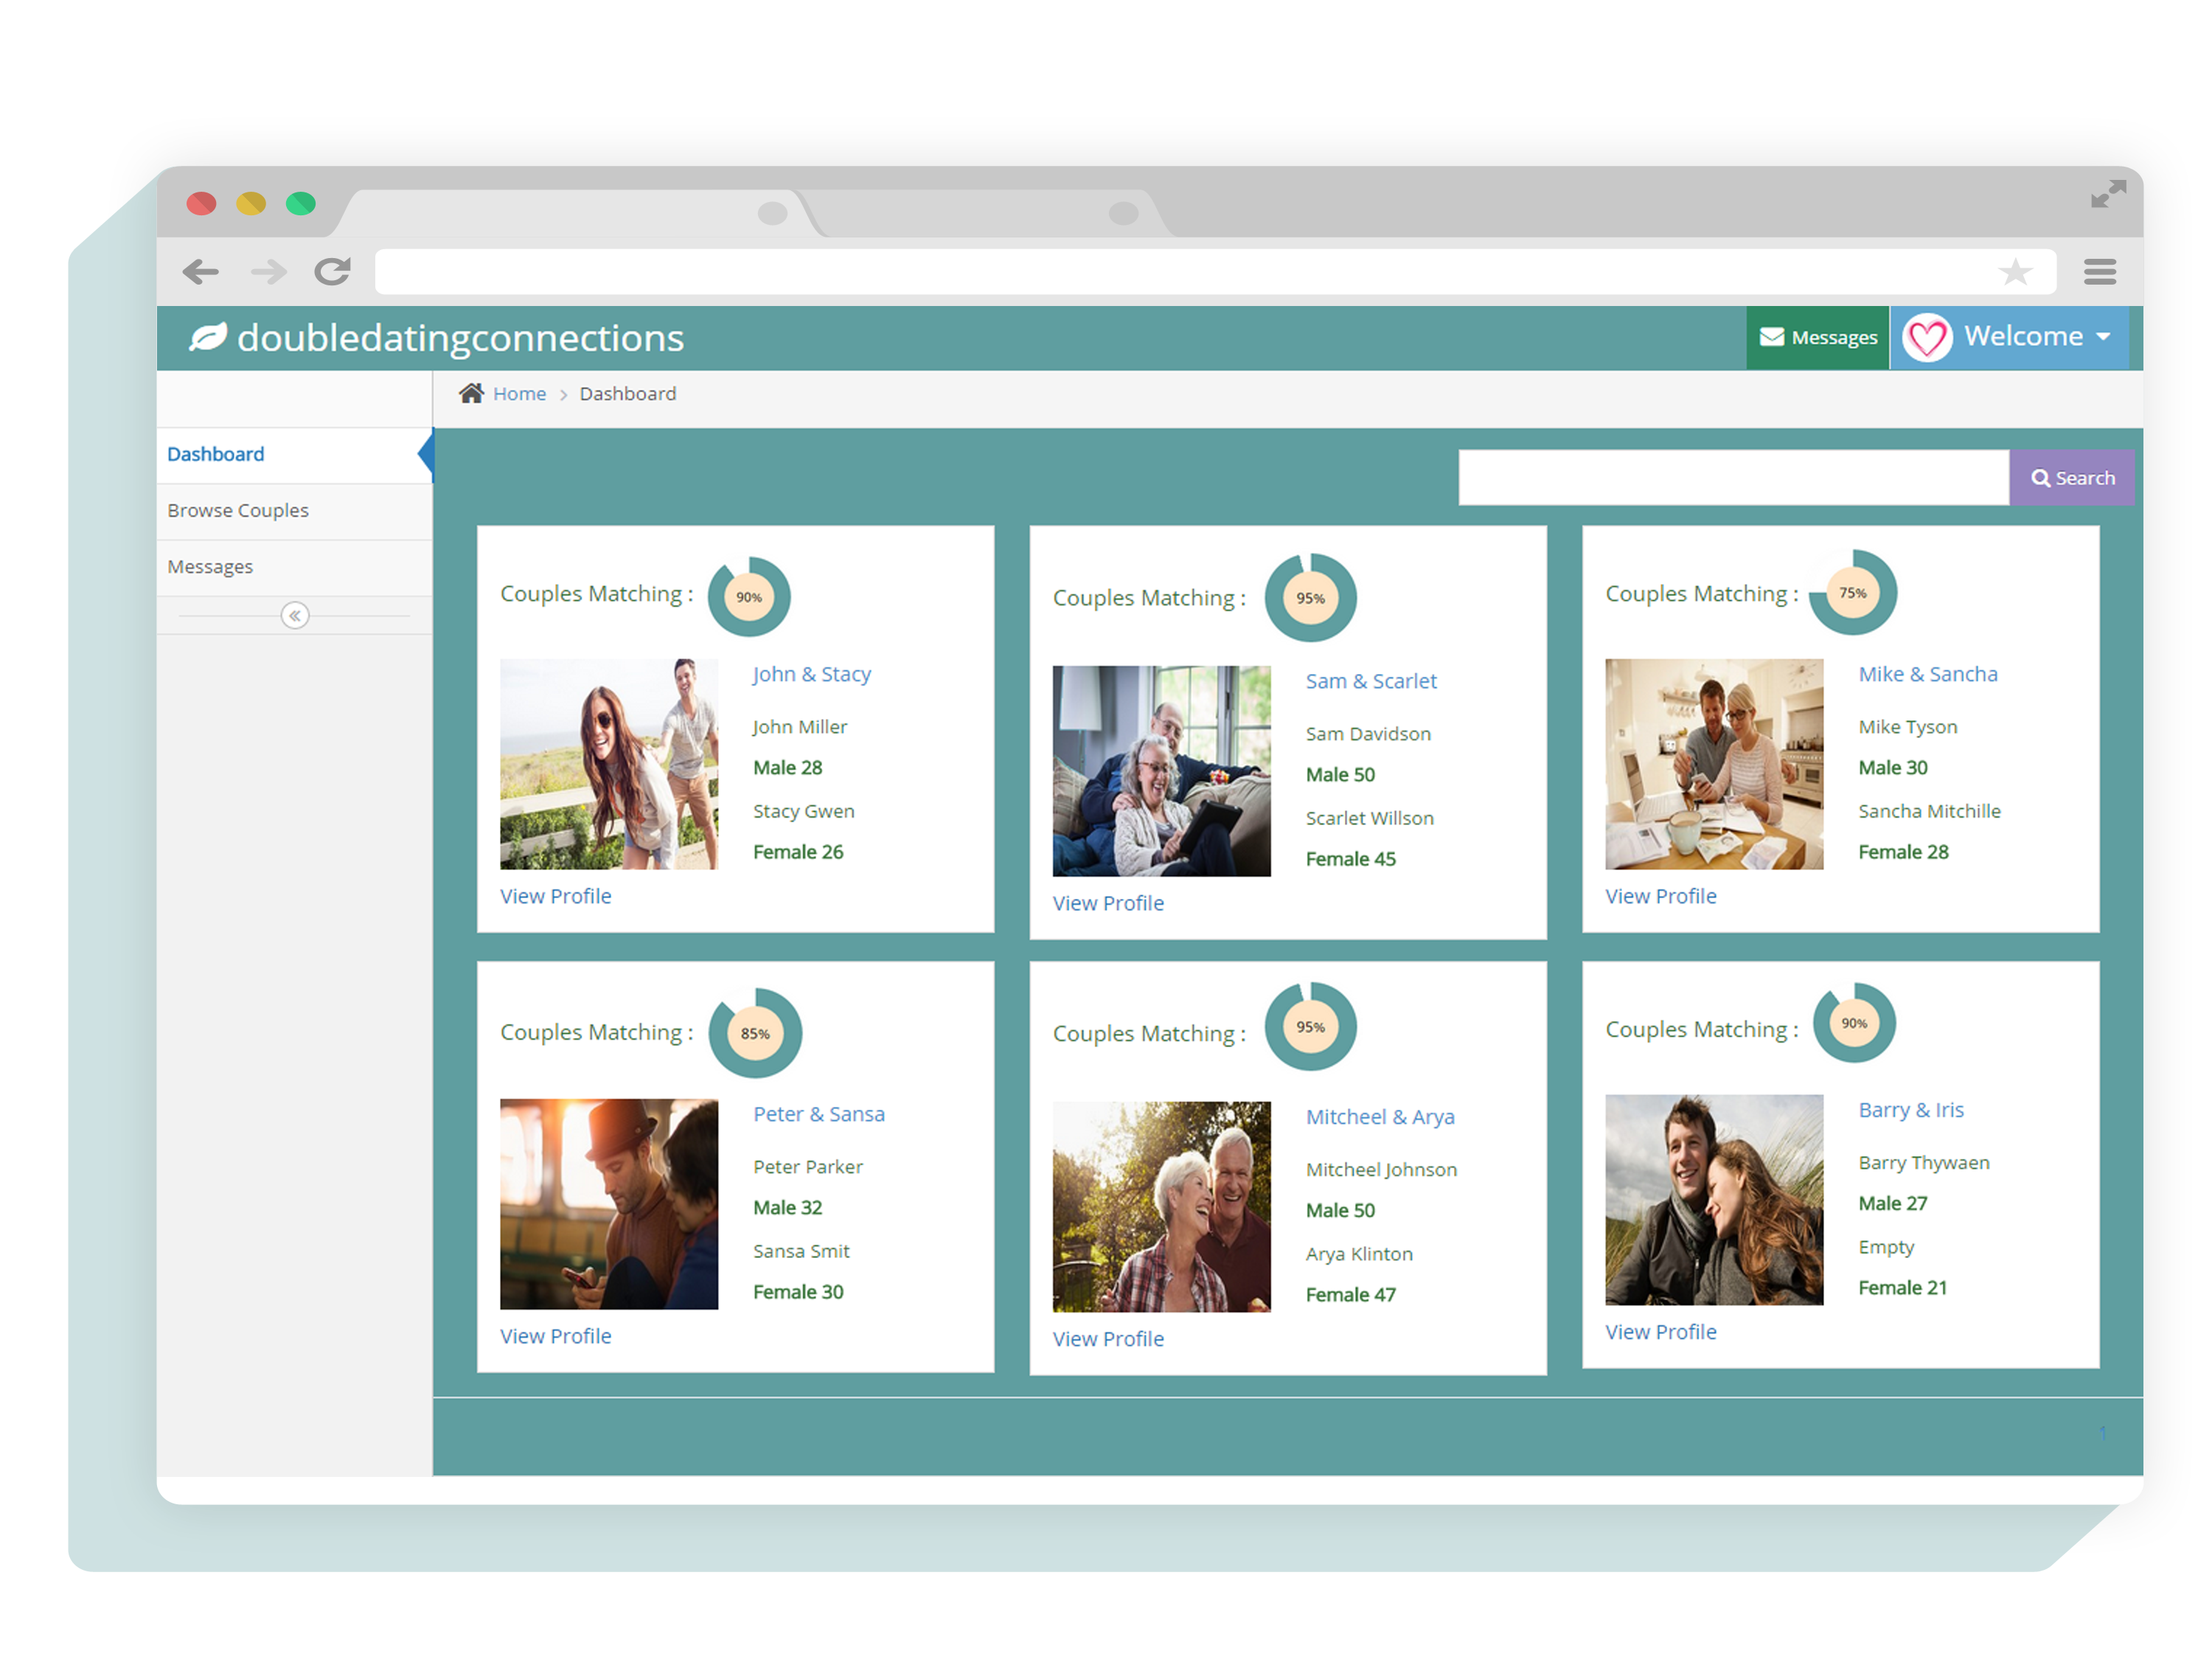 doubledatingconnections
Messages
Welcome
Home > Dashboard
Dashboard
Browse Couples
Messages
Search
Couples Matching :
90%
John & Stacy
John Miller
Male 28
Stacy Gwen
Female 26
View Profile
Couples Matching :
95%
Sam & Scarlet
Sam Davidson
Male 50
Scarlet Willson
Female 45
View Profile
Couples Matching :
75%
Mike & Sancha
Mike Tyson
Male 30
Sancha Mitchille
Female 28
View Profile
Couples Matching :
85%
Peter & Sansa
Peter Parker
Male 32
Sansa Smit
Female 30
View Profile
Couples Matching :
95%
Mitcheel & Arya
Mitcheel Johnson
Male 50
Arya Klinton
Female 47
View Profile
Couples Matching :
90%
Barry & Iris
Barry Thywaen
Male 27
Empty
Female 21
View Profile
1